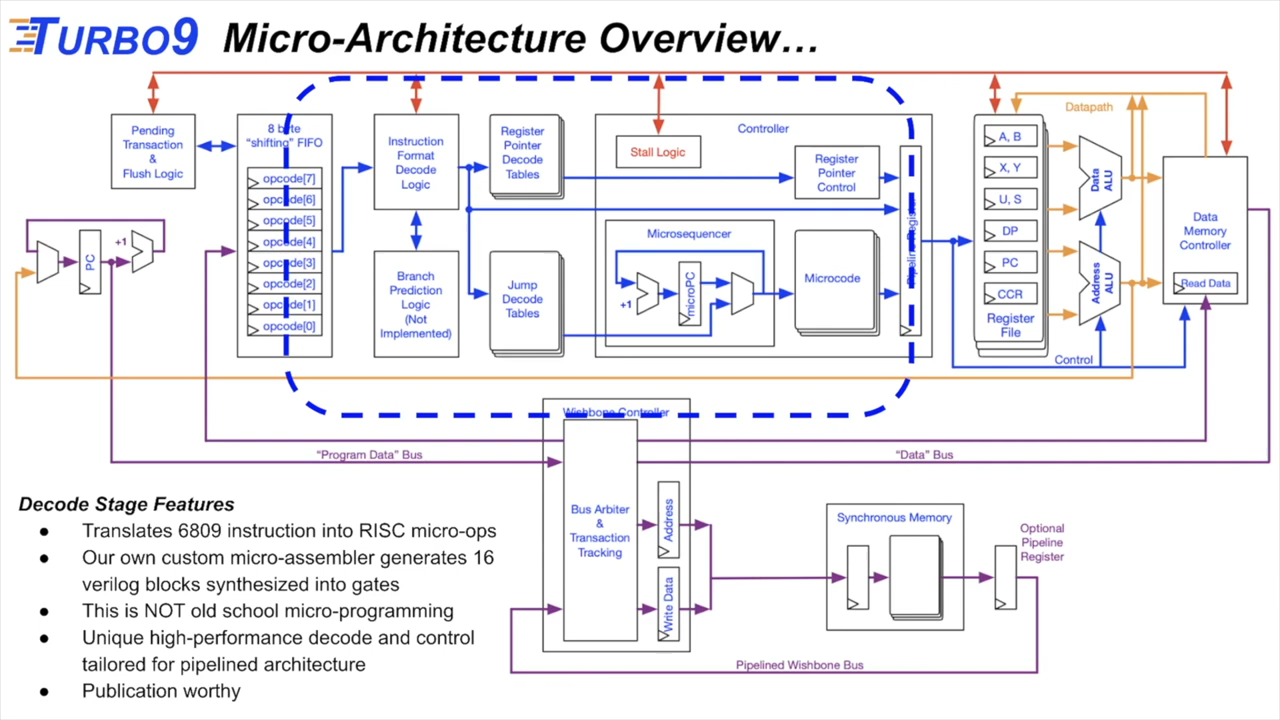 TURBO9 Micro-Architecture Overview…
Pending
Transaction
&
Flush Logic
8 byte
“shifting” FIFO
opcode[7]
opcode[6]
opcode[5]
opcode[4]
opcode[3]
opcode[2]
opcode[1]
opcode[0]
+1
PC
Instruction
Format
Decode
Logic
Branch
Prediction
Logic
(Not
Implemented)
Register
Pointer
Decode
Tables
Jump
Decode
Tables
Controller
Stall Logic
Register
Pointer
Control
Microsequencer
+1
microPC
Microcode
Pipeline Register
Datapath
A, B
X, Y
U, S
DP
PC
CCR
Register
File
Data
ALU
Address
ALU
Control
Data
Memory
Controller
Read Data
Wishbone Controller
“Program Data” Bus
“Data” Bus
Bus Arbiter
&
Transaction
Tracking
Address
Write Data
Synchronous Memory
Optional
Pipeline
Register
Pipelined Wishbone Bus
Decode Stage Features
● Translates 6809 instruction into RISC micro-ops
● Our own custom micro-assembler generates 16
verilog blocks synthesized into gates
● This is NOT old school micro-programming
● Unique high-performance decode and control
tailored for pipelined architecture
● Publication worthy